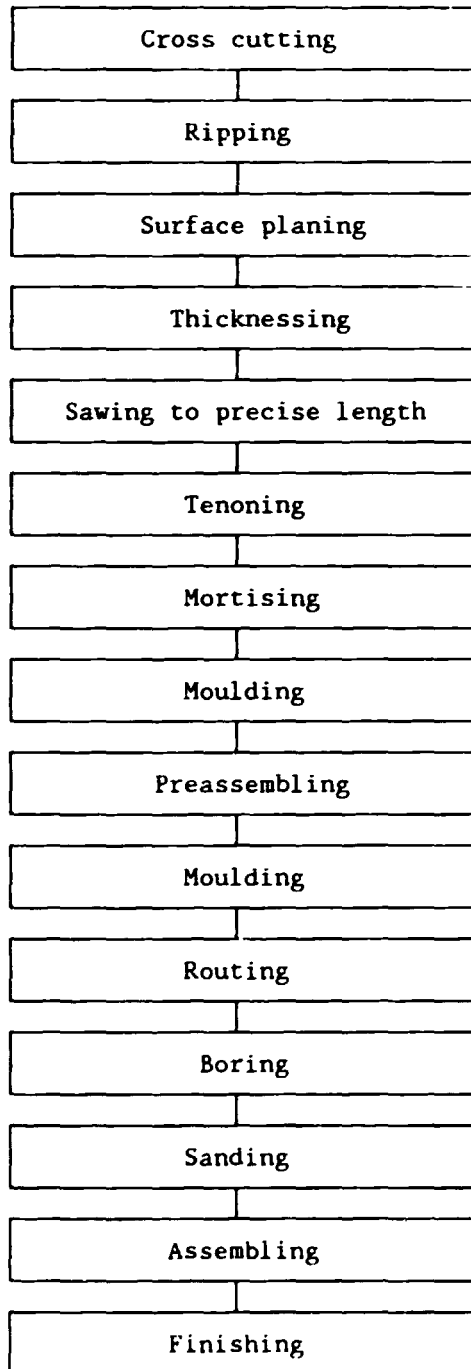 Cross cutting
Ripping
Surface planing
Thicknessing
Sawing to precise length
Tenoning
Mortising
Moulding
Preassembling
Moulding
Routing
Boring
Sanding
Assembling
Finishing